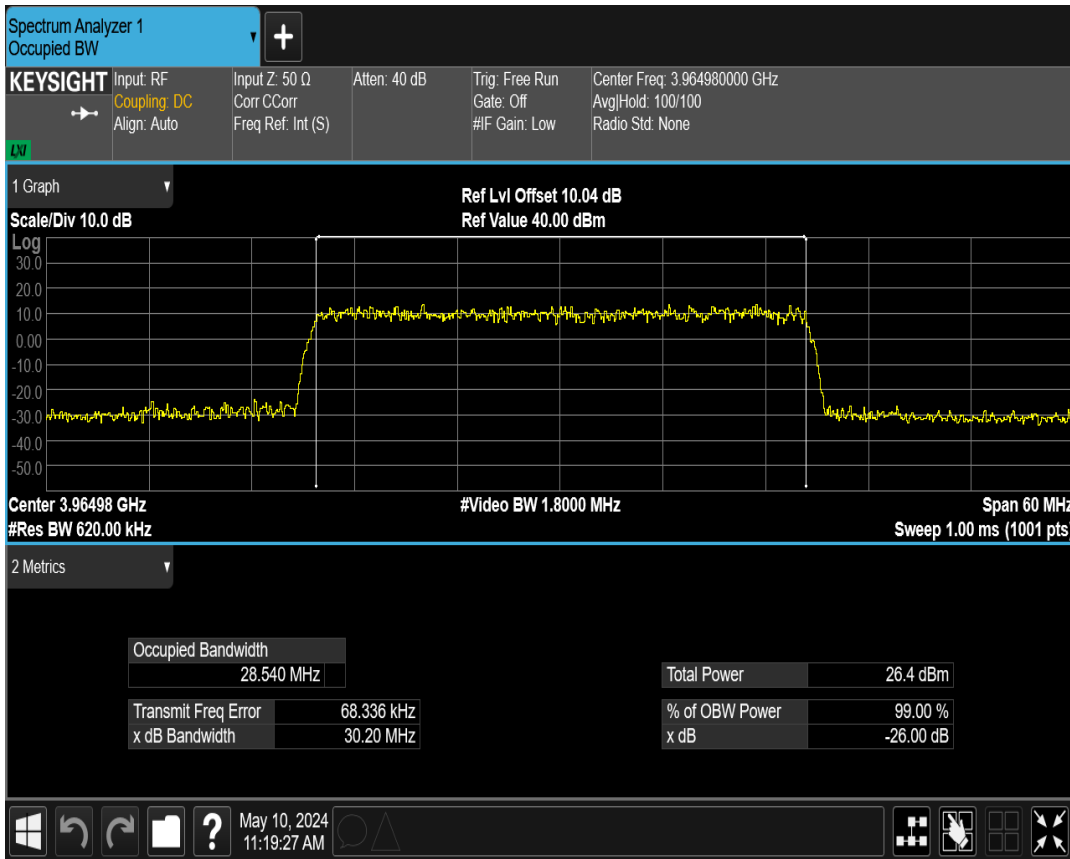 Spectrum Analyzer 1
Occupied BW
+
KEYSIGHT
LXI
Input: RF
Coupling: DC
Align: Auto
Input Z: 50 Ω
Corr CCorr
Freq Ref: Int (S)
Atten: 40 dB
Trig: Free Run
Gate: Off
#IF Gain: Low
Center Freq: 3.964980000 GHz
Avg|Hold: 100/100
Radio Std: None
1 Graph
Scale/Div 10.0 dB
Ref Lvl Offset 10.04 dB
Ref Value 40.00 dBm
Log
30.0
20.0
10.0
0.00
-10.0
-20.0
-30.0
-40.0
-50.0
Center 3.96498 GHz
#Res BW 620.00 kHz
#Video BW 1.8000 MHz
Span 60 MHz
Sweep 1.00 ms (1001 pts)
2 Metrics
Occupied Bandwidth
28.540 MHz
Transmit Freq Error 68.336 kHz
x dB Bandwidth 30.20 MHz
Total Power 26.4 dBm
% of OBW Power 99.00 %
x dB -26.00 dB
?
May 10, 2024
11:19:27 AM